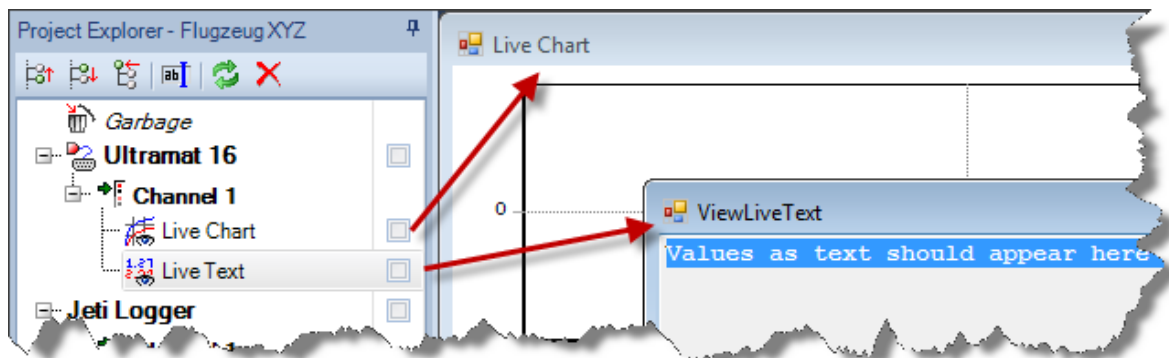 Project Explorer - Flugzeug XYZ
Live Chart
Garbage
Ultramat 16
Channel 1
Live Chart
Live Text
Jeti Logger
0
ViewLiveText
Values as text should appear here